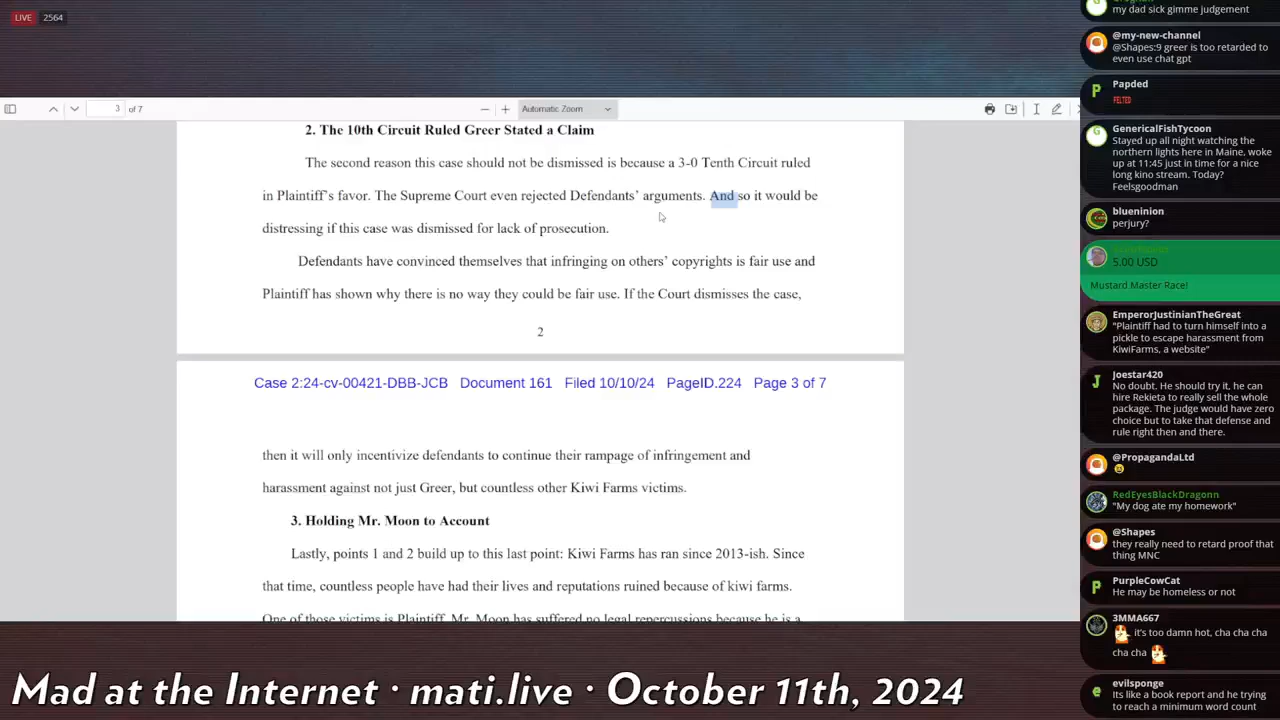 LIVE 2564
3 of 7
Automatic Zoom
2. The 10th Circuit Ruled Greer Stated a Claim
The second reason this case should not be dismissed is because a 3-0 Tenth Circuit ruled
in Plaintiff’s favor. The Supreme Court even rejected Defendants’ arguments. And so it would be
distressing if this case was dismissed for lack of prosecution.
Defendants have convinced themselves that infringing on others’ copyrights is fair use and
Plaintiff has shown why there is no way they could be fair use. If the Court dismisses the case,
2
Case 2:24-cv-00421-DBB-JCB Document 161 Filed 10/10/24 PageID.224 Page 3 of 7
then it will only incentivize defendants to continue their rampage of infringement and
harassment against not just Greer, but countless other Kiwi Farms victims.
3. Holding Mr. Moon to Account
Lastly, points 1 and 2 build up to this last point: Kiwi Farms has ran since 2013-ish. Since
that time, countless people have had their lives and reputations ruined because of kiwi farms.
One of those victims is Plaintiff. Mr. Moon has suffered no legal repercussions because he is a
my dad sick gimme judgement
@my-new-channel
@Shapes:9 greer is too retarded to
even use chat gpt
P
Papded
FELTED
G
GenericalFishTycoon
Stayed up all night watching the
northern lights here in Maine, woke
up at 11:45 just in time for a nice
long kino stream. Today?
Feelsgoodman
blueninion
perjury?
5.00 USD
Mustard Master Race!
EmperorJustinianTheGreat
"Plaintiff had to turn himself into a
pickle to escape harassment from
KiwiFarms, a website"
J
Joestar420
No doubt. He should try it, he can
hire Rekieta to really sell the whole
package. The judge would have zero
choice but to take that defense and
rule right then and there.
@PropagandaLtd
RedEyesBlackDragonn
"My dog ate my homework"
@Shapes
they really need to retard proof that
thing MNC
P
PurpleCowCat
He may be homeless or not
3MMA667
it’s too damn hot, cha cha cha
cha cha
e
evilsponge
Its like a book report and he trying
to reach a minimum word count
Mad at the Internet · mati.live · October 11th, 2024